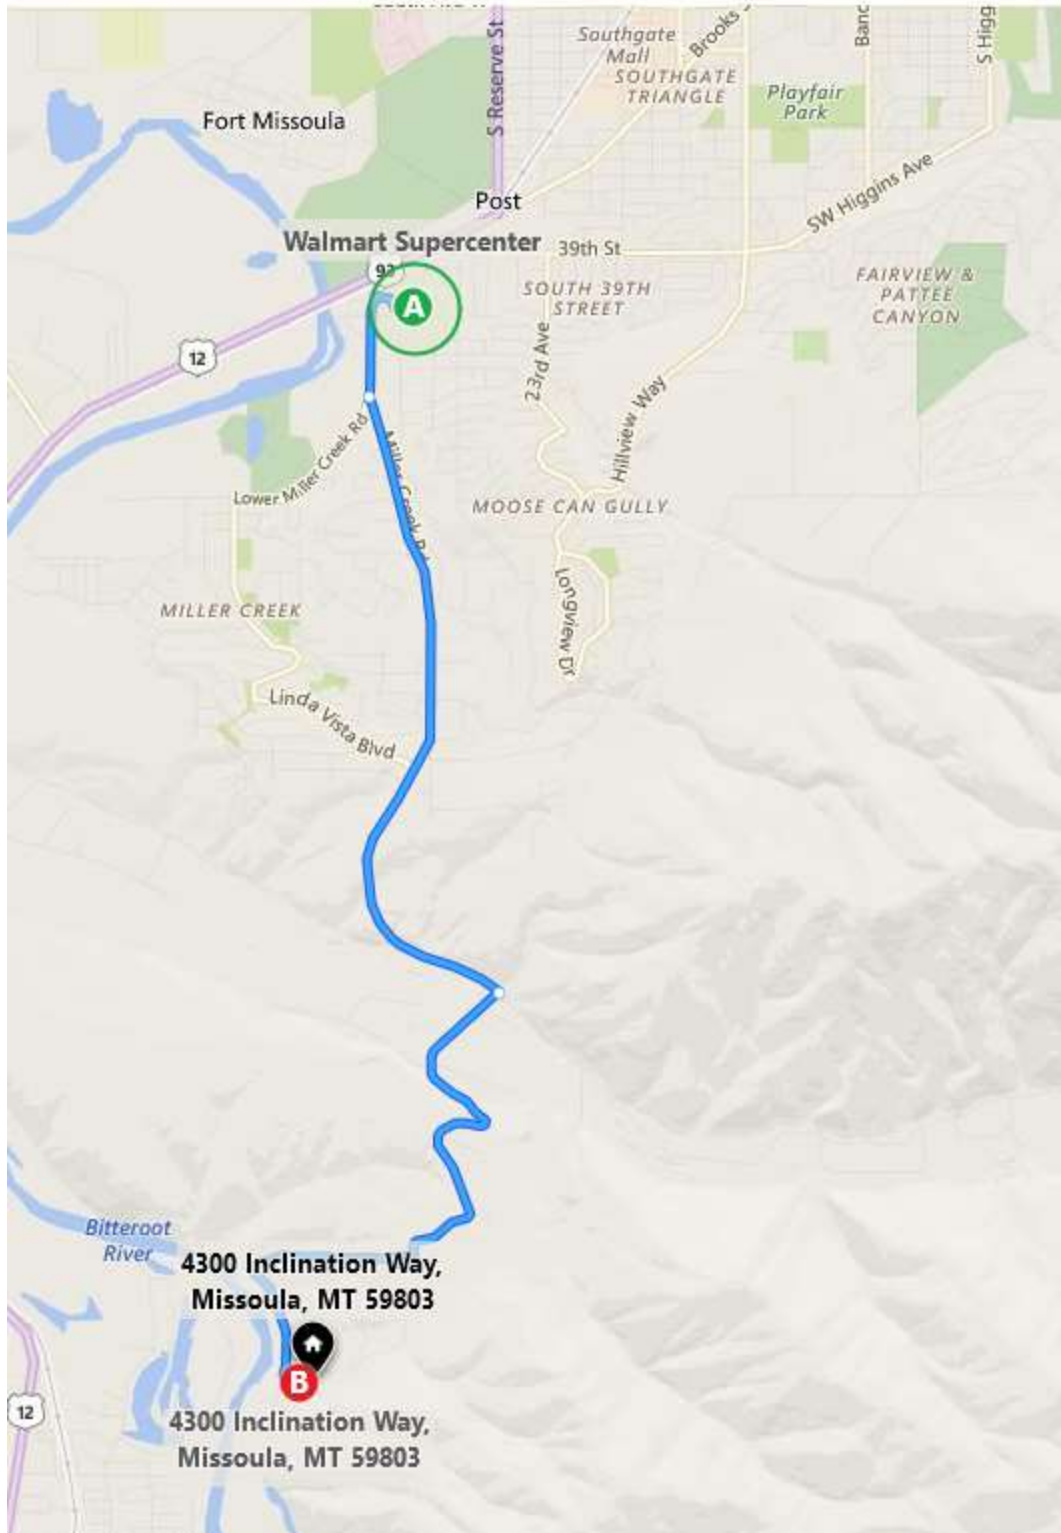 S Reserve St
Southgate
Mall
Brooks S
Banc
S Higg
SOUTHGATE
TRIANGLE
Playfair
Park
Fort Missoula
Post
SW Higgins Ave
Walmart Supercenter
39th St
93
A
SOUTH 39TH
STREET
FAIRVIEW &
PATTEE
CANYON
12
23rd Ave
Hillview Way
Lower Miller Creek Rd
Miller Creek Rd
MOOSE CAN GULLY
Longview Dr
MILLER CREEK
Linda Vista Blvd
Bitteroot
River
4300 Inclination Way,
Missoula, MT 59803
B
12
4300 Inclination Way,
Missoula, MT 59803